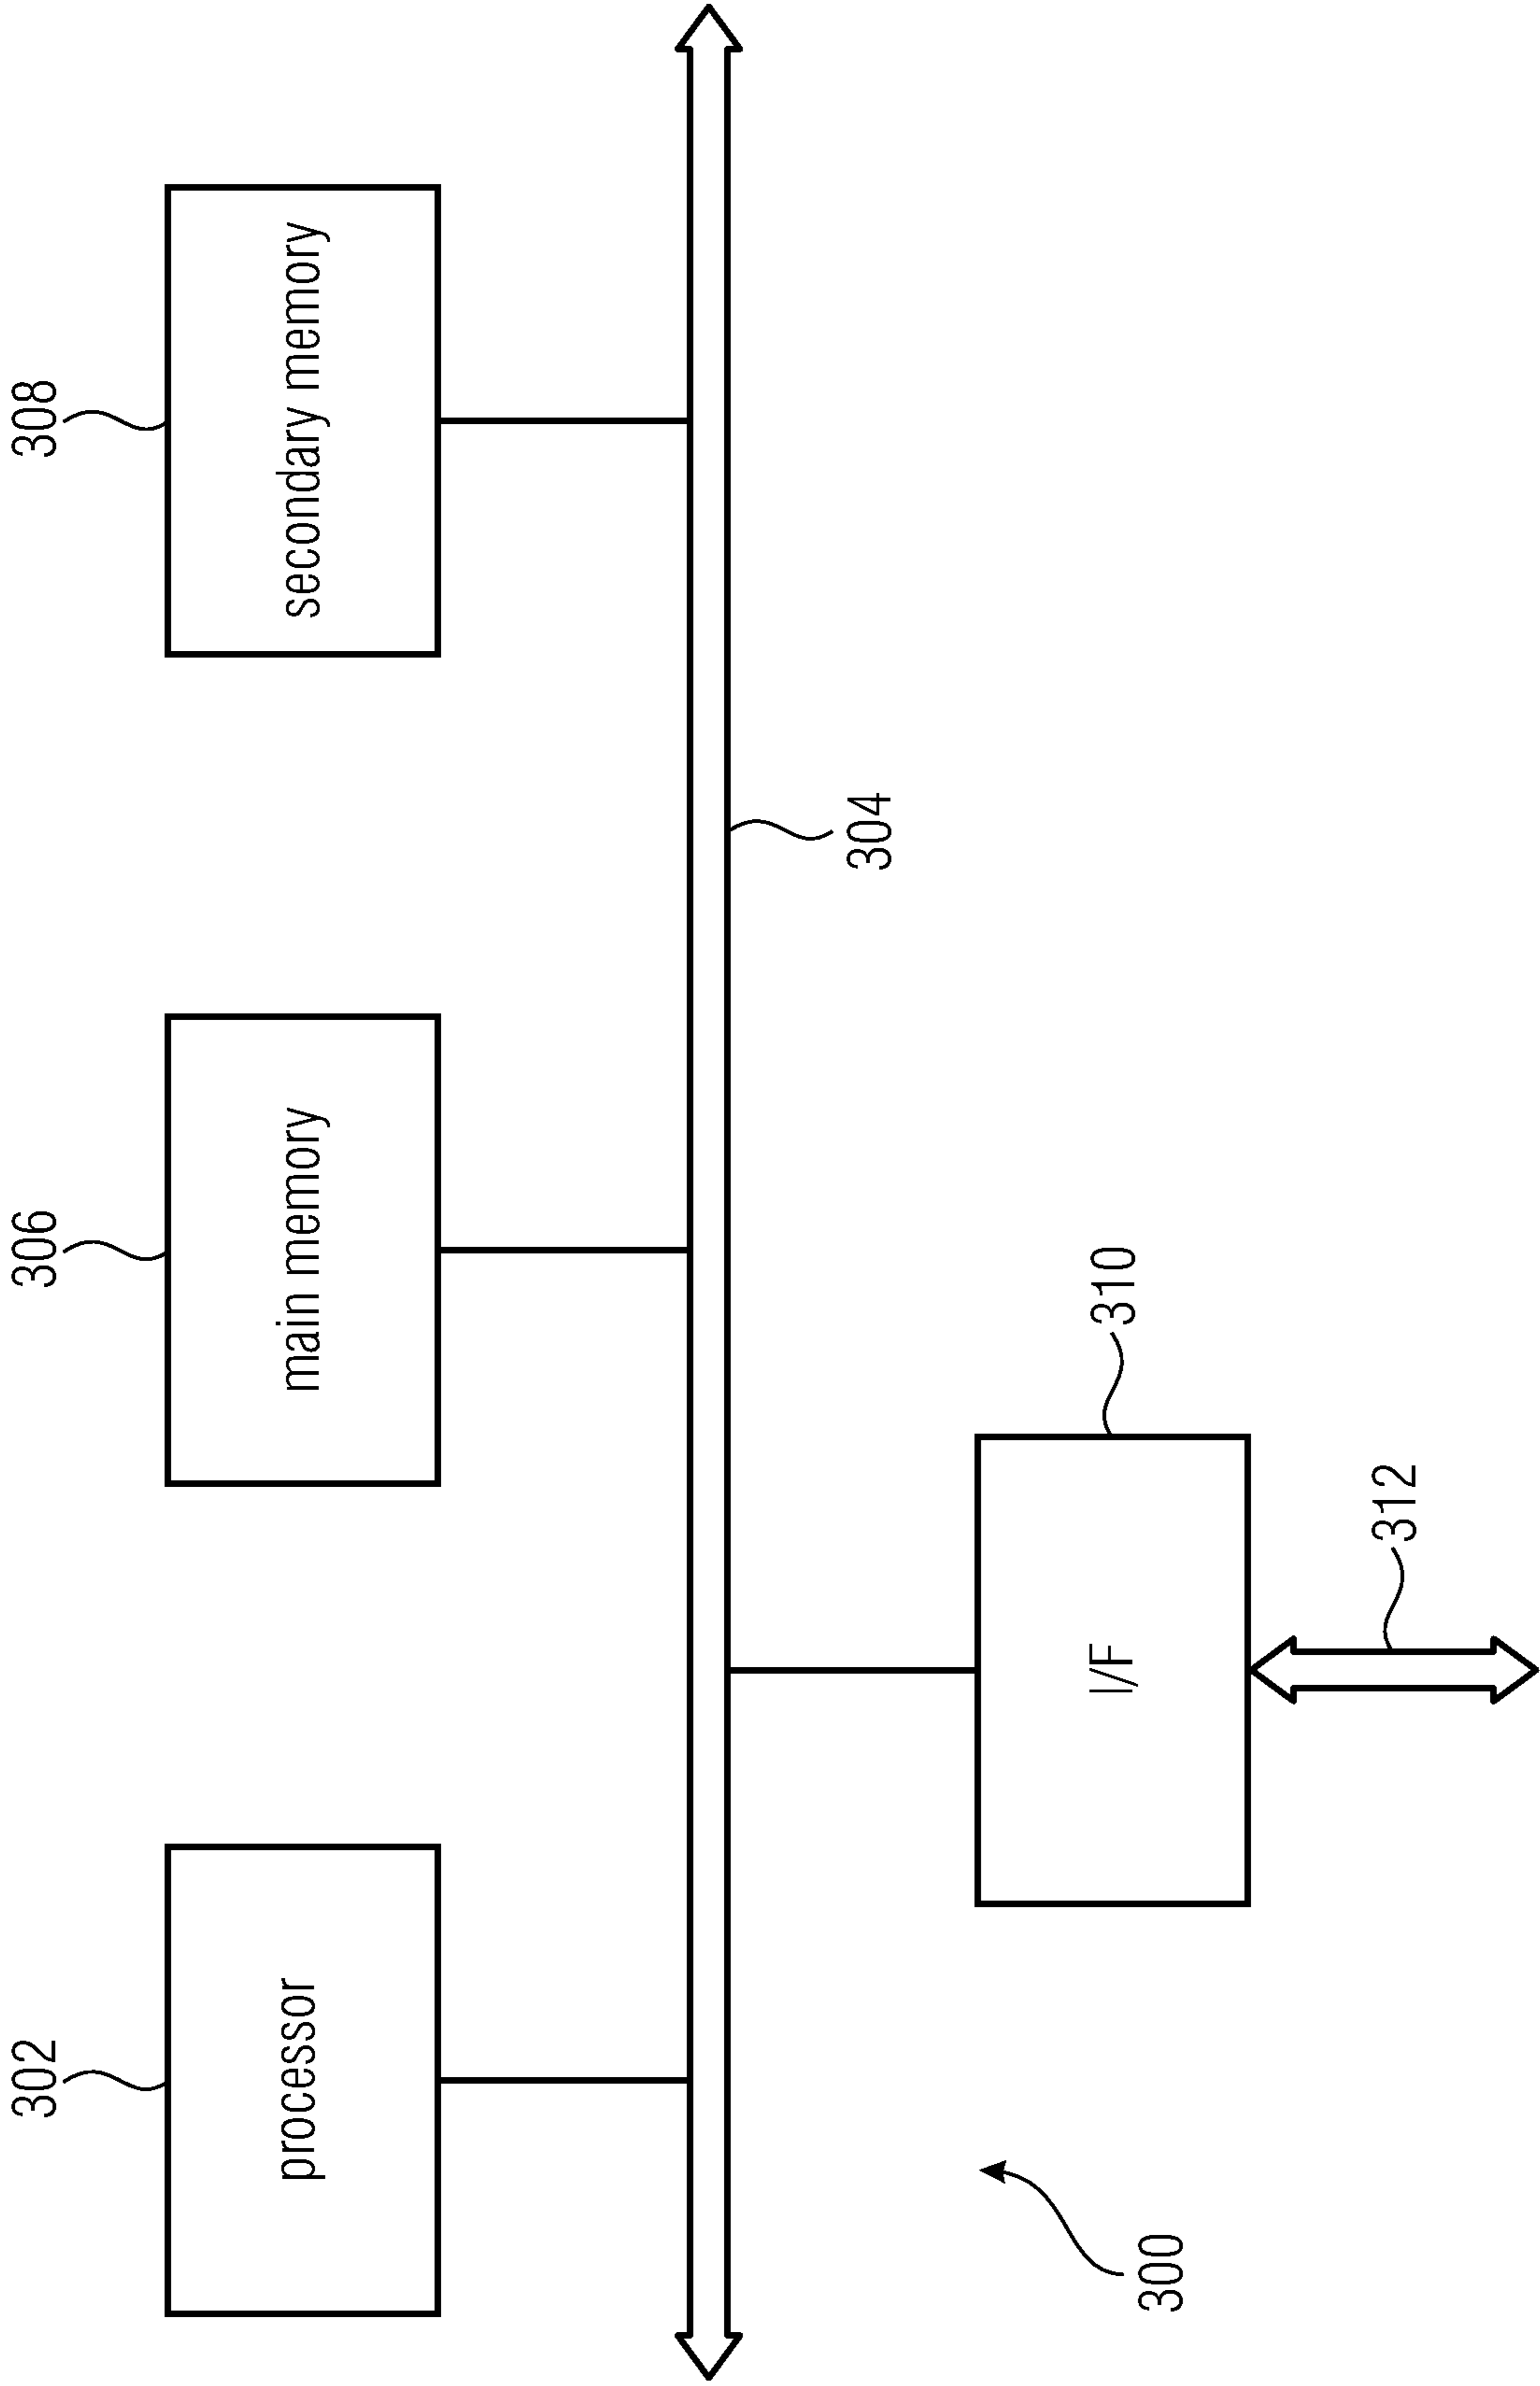 302
306
308
processor
main memory
secondary memory
304
310
I/F
300
312